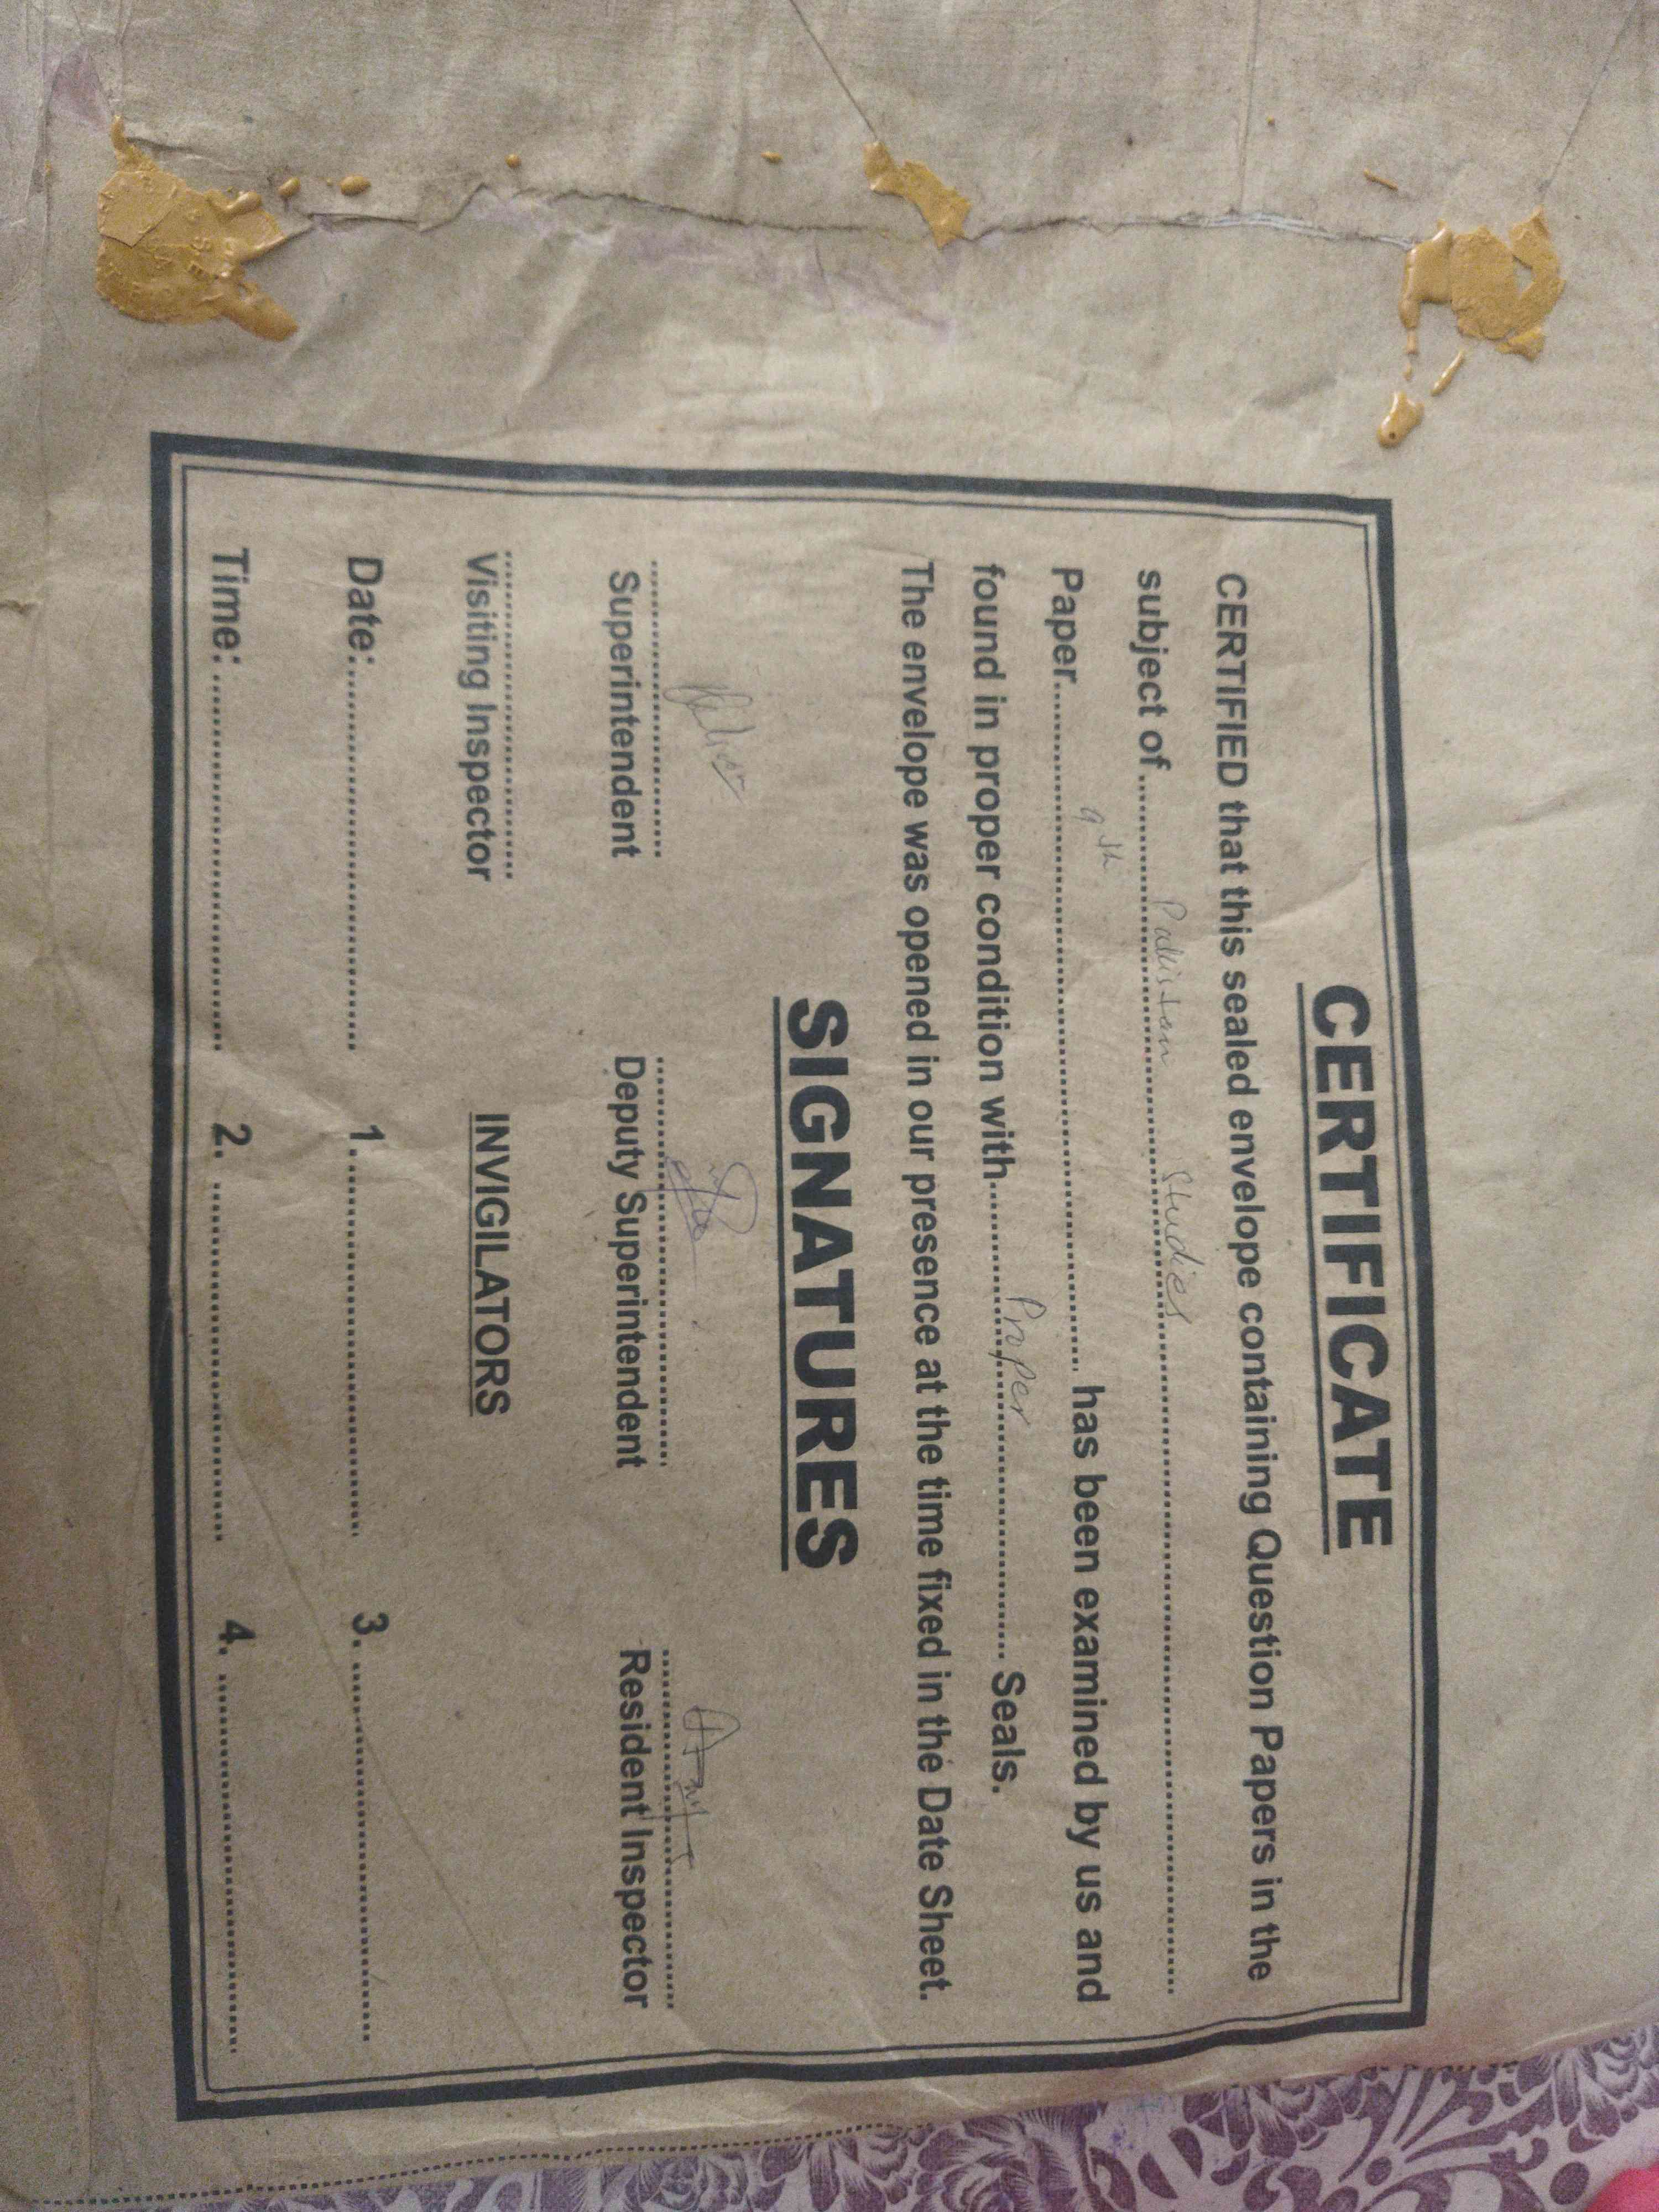 CERTIFICATE
CERTIFIED that this sealed envelope containing Question Papers in the
subject of.......... Pakistan Studies ..........
Paper.......... 9th .......... has been examined by us and
found in proper condition with.......... Proper .......... Seals.
The envelope was opened in our presence at the time fixed in the Date Sheet.
SIGNATURES
Superintendent Deputy Superintendent Resident Inspector
Visiting Inspector INVIGILATORS
Date:.......... 1.......... 3. ..........
Time: .......... 2. .......... 4. ..........